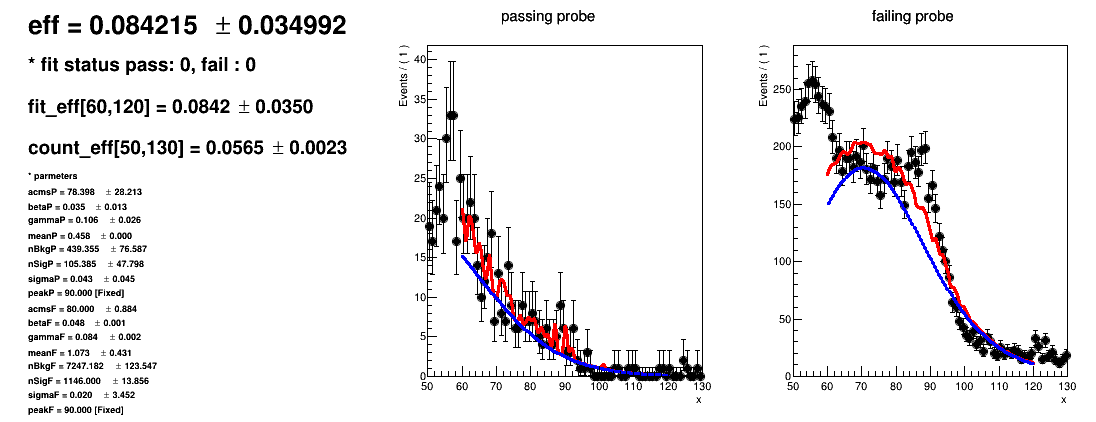 eff = 0.084215 ± 0.034992
* fit status pass: 0, fail : 0
fit_eff[60,120] = 0.0842 ± 0.0350
count_eff[50,130] = 0.0565 ± 0.0023
* parmeters
acmsP = 78.398 ± 28.213
betaP = 0.035 ± 0.013
gammaP = 0.106 ± 0.026
meanP = 0.458 ± 0.000
nBkgP = 439.355 ± 76.587
nSigP = 105.385 ± 47.798
sigmaP = 0.043 ± 0.045
peakP = 90.000 [Fixed]
acmsF = 80.000 ± 0.884
betaF = 0.048 ± 0.001
gammaF = 0.084 ± 0.002
meanF = 1.073 ± 0.431
nBkgF = 7247.182 ± 123.547
nSigF = 1146.000 ± 13.856
sigmaF = 0.020 ± 3.452
peakF = 90.000 [Fixed]
passing probe
Events / ( 1 )
40
35
30
25
20
15
10
5
0
50 60 70 80 90 100 110 120 130
x
failing probe
Events / ( 1 )
250
200
150
100
50
0
50 60 70 80 90 100 110 120 130
x